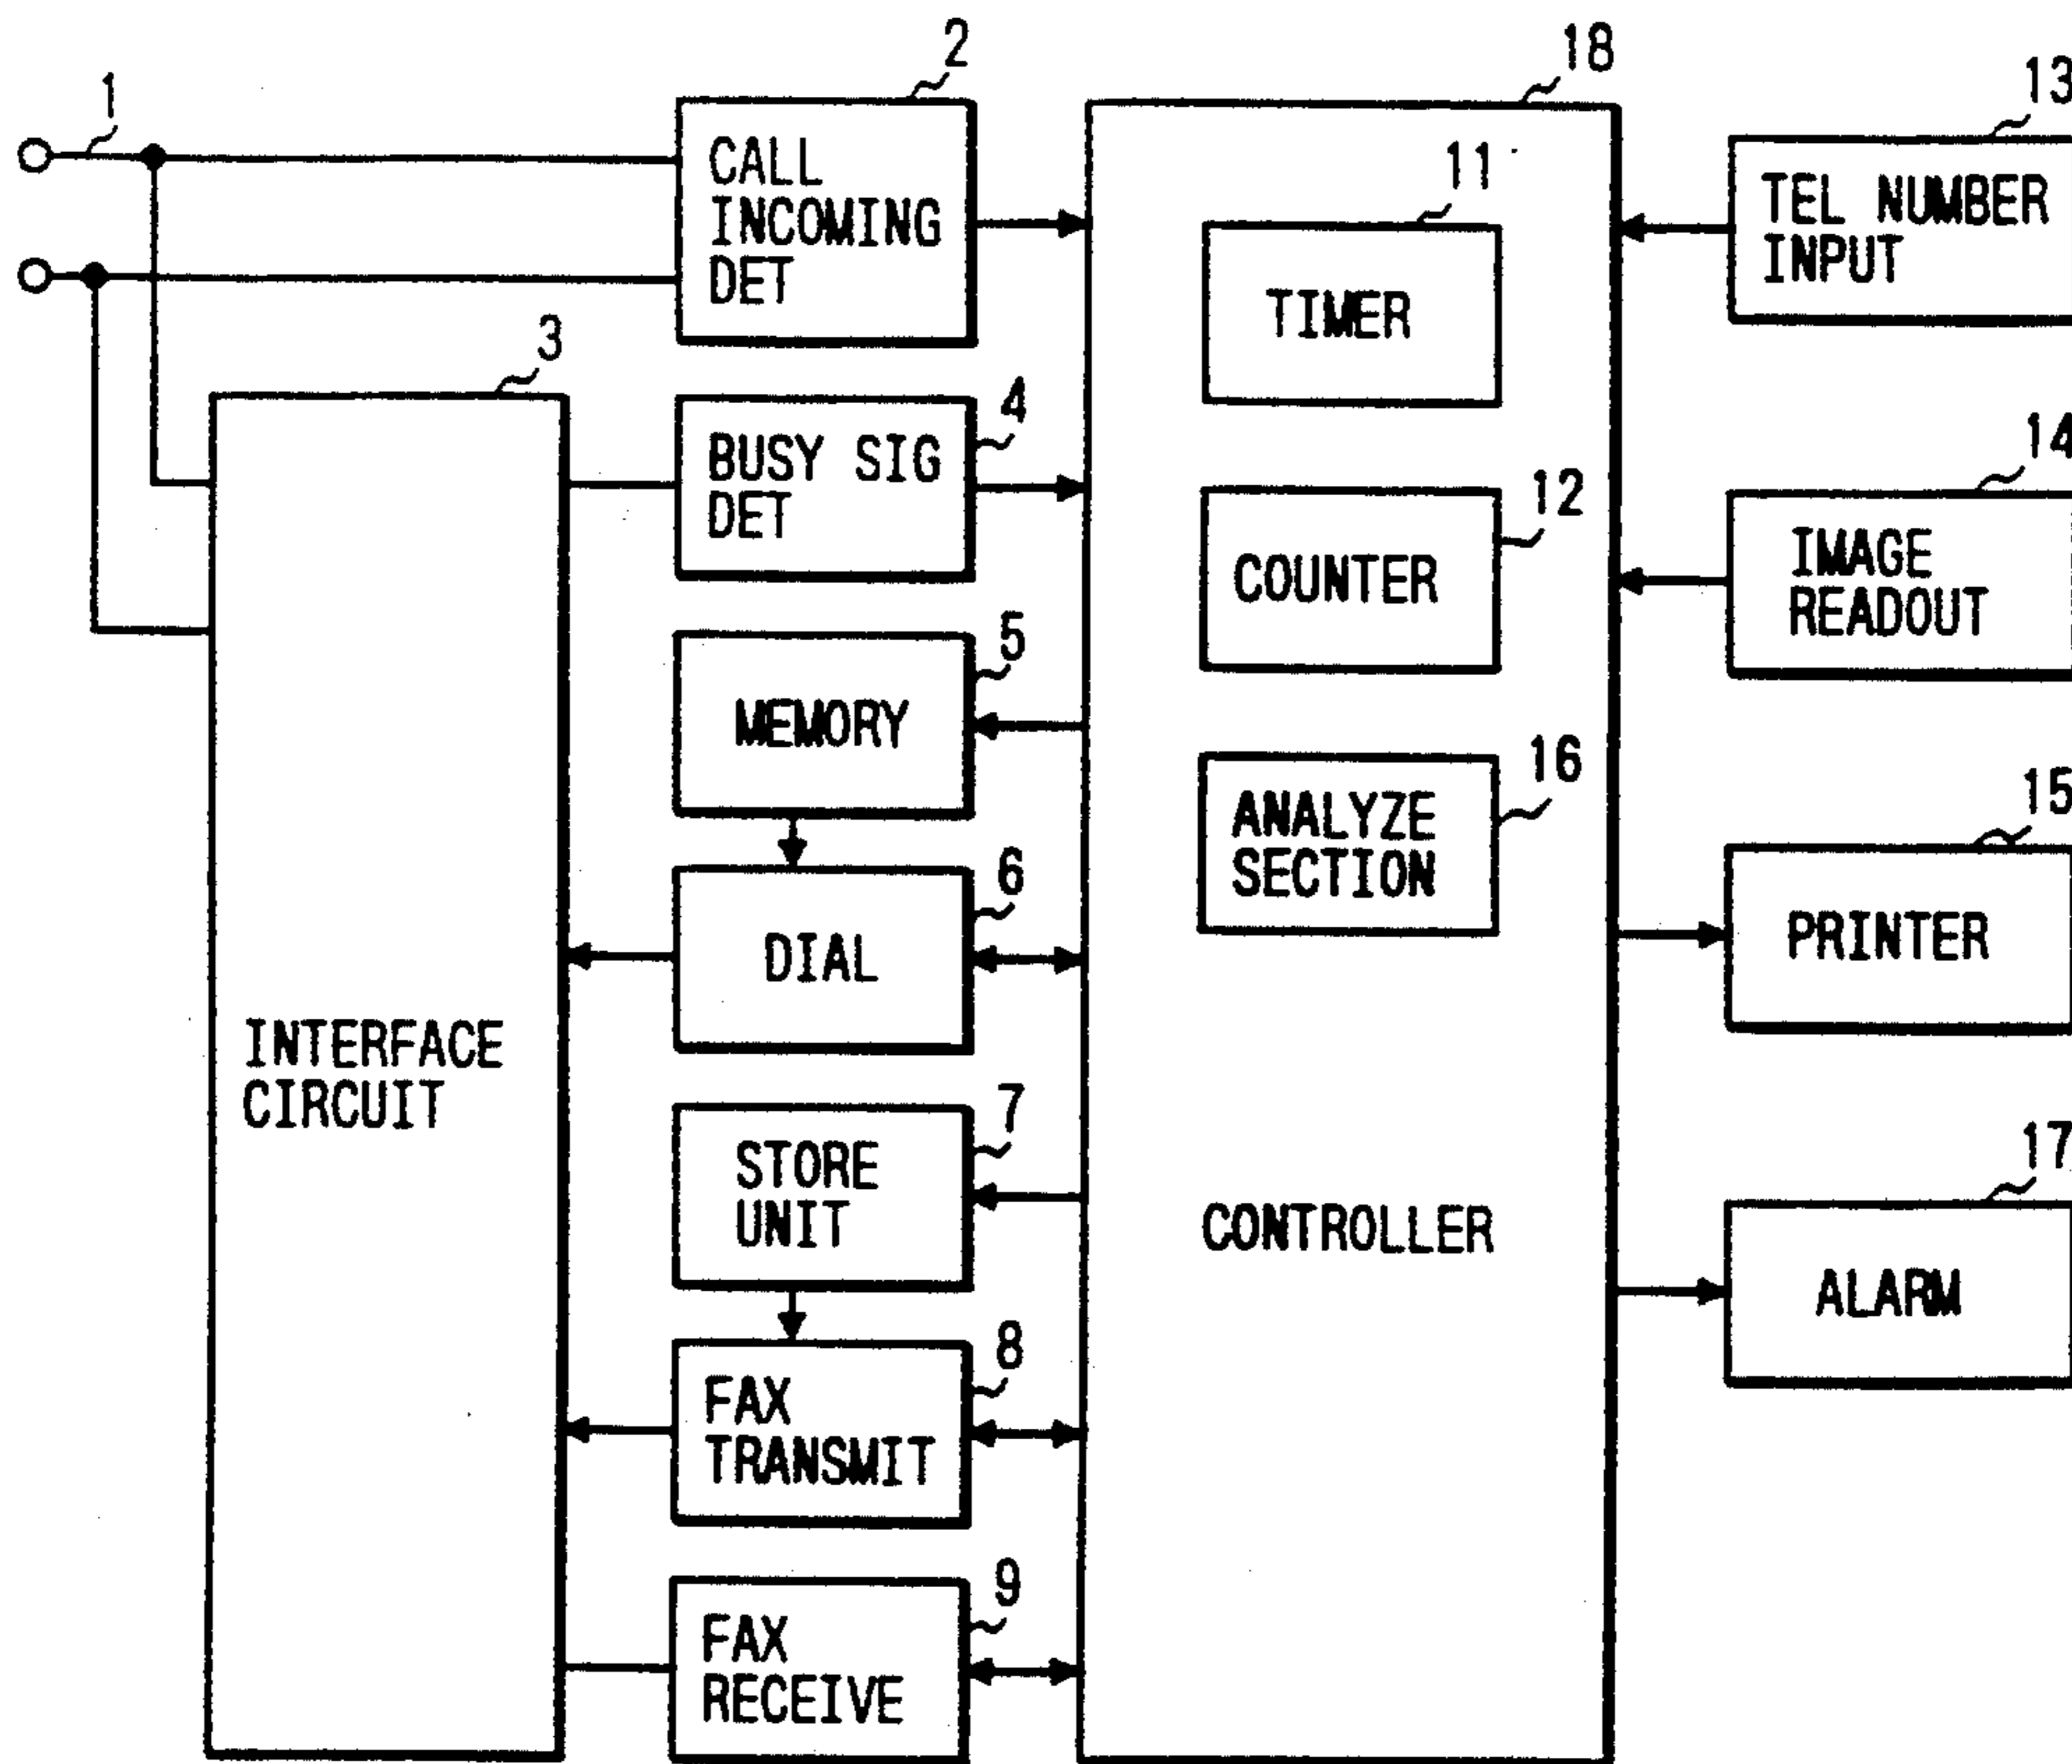 1
2
CALL
INCOMING
DET
3
INTERFACE
CIRCUIT
4
BUSY SIG
DET
5
MEMORY
6
DIAL
7
STORE
UNIT
8
FAX
TRANSMIT
9
FAX
RECEIVE
18
11
TIMER
12
COUNTER
16
ANALYZE
SECTION
CONTROLLER
13
TEL NUMBER
INPUT
14
IMAGE
READOUT
15
PRINTER
17
ALARM